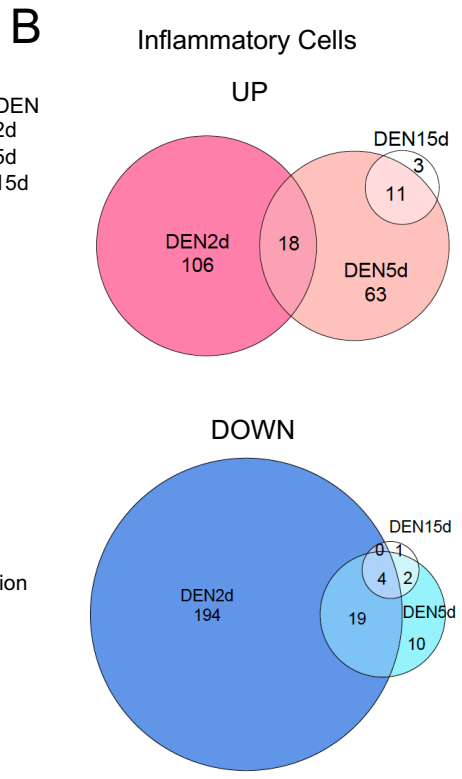 B
Inflammatory Cells
UP
DEN
2d
5d
15d
DEN15d
3
11
DEN2d
106
18
DEN5d
63
DOWN
DEN15d
0 1
4 2
DEN2d
194
19
DEN5d
10